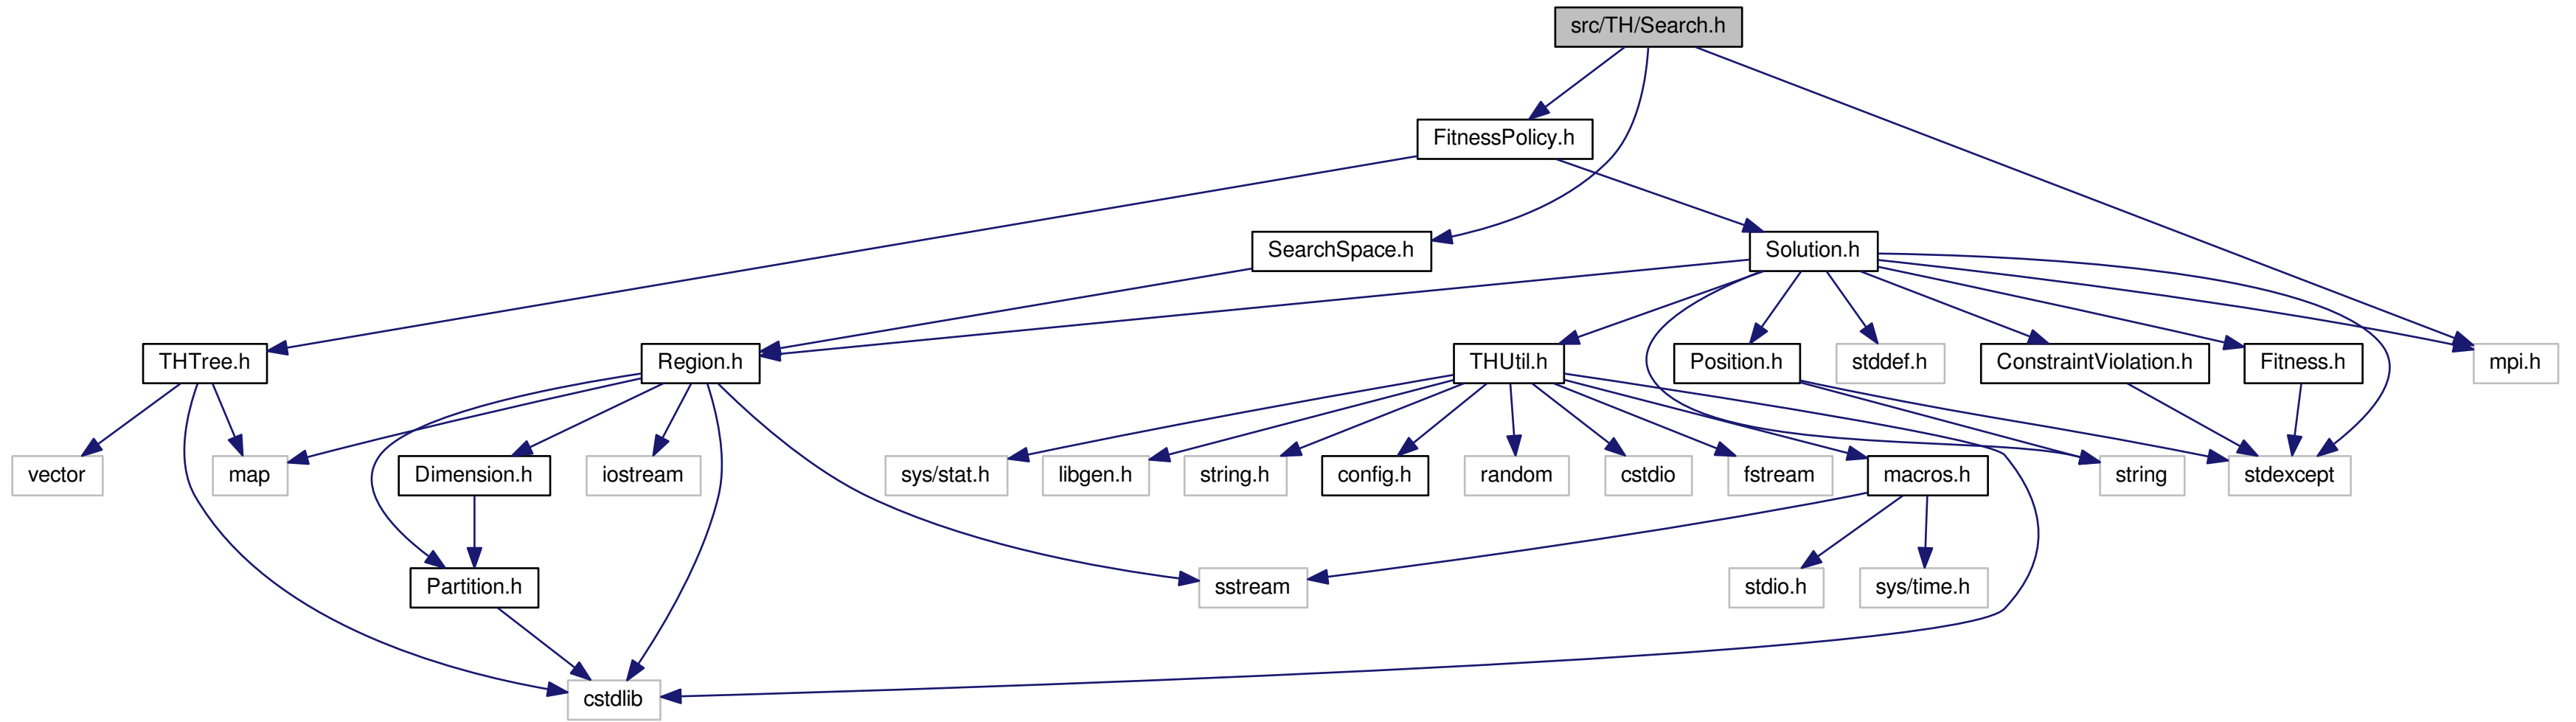 src/TH/Search.h
FitnessPolicy.h
SearchSpace.h
Solution.h
THTree.h
Region.h
THUtil.h
Position.h
stddef.h
ConstraintViolation.h
Fitness.h
mpi.h
vector
map
Dimension.h
iostream
sys/stat.h
libgen.h
string.h
config.h
random
cstdio
fstream
macros.h
string
stdexcept
Partition.h
sstream
stdio.h
sys/time.h
cstdlib